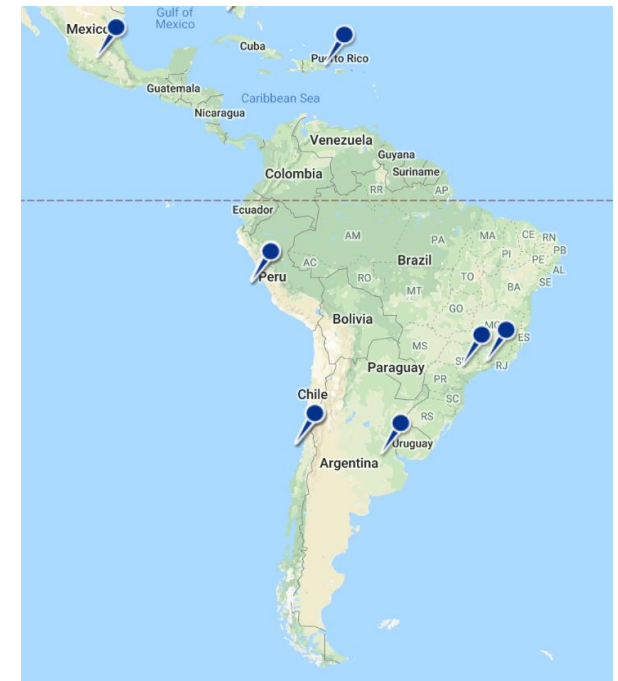 Gulf of
Mexico
Mexico
Cuba
Puerto Rico
Guatemala
Caribbean Sea
Nicaragua
Venezuela
Guyana
Suriname
Colombia
RR
AP
Ecuador
AM
PA
MA
CE
RN
PB
PI
PE
AL
SE
Brazil
AC
RO
TO
BA
Peru
MT
GO
Bolivia
MG
ES
MS
RJ
Paraguay
PR
SC
Chile
RS
Uruguay
Argentina